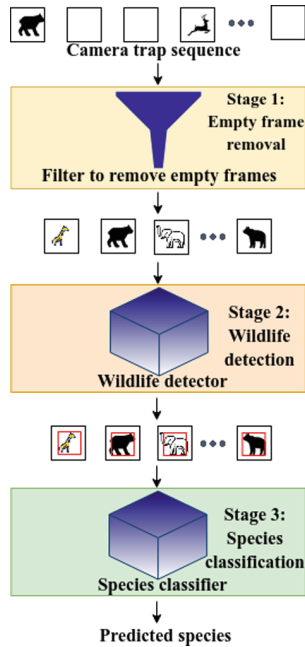 Camera trap sequence
Stage 1:
Empty frame
removal
Filter to remove empty frames
Stage 2:
Wildlife
detection
Wildlife detector
Stage 3:
Species
classification
Species classifier
Predicted species